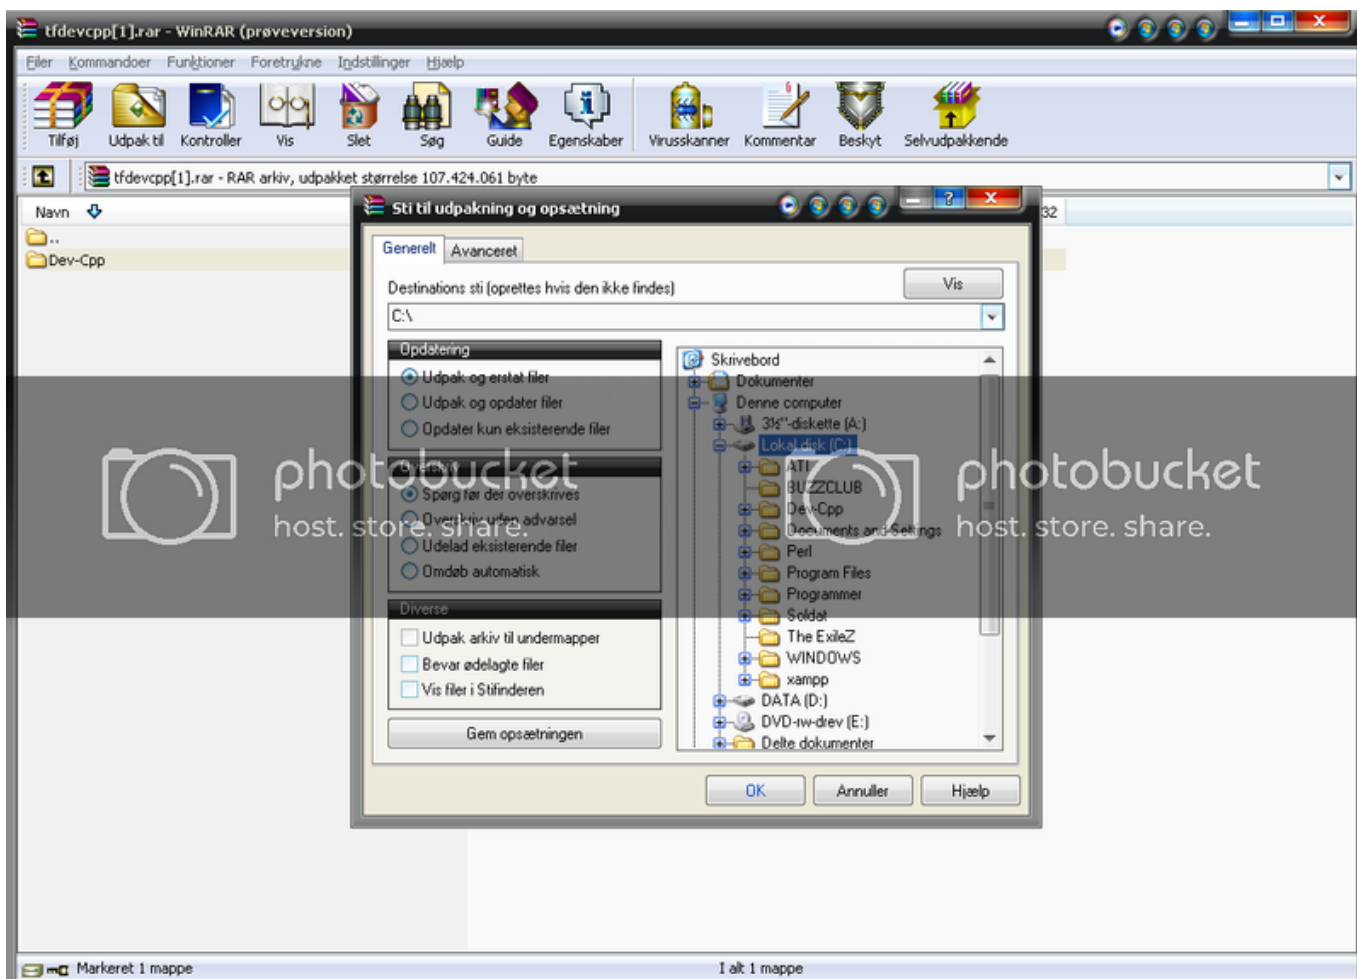 tfdevcpp[1].rar - WinRAR (prøveversion)
Eiler Kommandoer Funktioner Foretrykne Indstillinger Hjælp
Tilføj Udpak til Kontroller Vis Slet Søg Guide Egenskaber Virusskanner Kommentar Beskyt Selvudpakkende
tfdevcpp[1].rar - RAR arkiv, udpakket størrelse 107.424.061 byte
Navn
32
..
Dev-Cpp
Sti til udpakning og opsætning
Generelt Avanceret
Destinations sti (oprettes hvis den ikke findes)
Vis
C:\
Opdatering
Udpak og erstat filer
Udpak og opdater filer
Opdater kun eksisterende filer
Overskriv
Spørg før der overskrives
Overskriv uden advarsel
Udelad eksisterende filer
Omdøb automatisk
Diverse
Udpak arkiv til undermapper
Bevar ødelagte filer
Vis filer i Stifinderen
Gem opsætningen
Skrivebord
Dokumenter
Denne computer
3½"-diskette (A:)
Lokal disk (C:)
ATI
BUZZCLUB
Dev-Cpp
Documents and Settings
Perl
Program Files
Programmer
Soldat
The ExileZ
WINDOWS
xampp
DATA (D:)
DVD-rw-drev (E:)
Delte dokumenter
OK Annuller Hjælp
photobucket
host. store. share.
photobucket
host. store. share.
Markeret 1 mappe
I alt 1 mappe